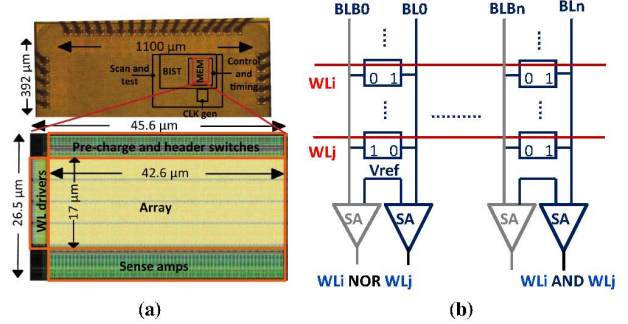 1100 µm
392 µm
Scan and test
BIST
MEM
Control and timing
CLK gen
45.6 µm
Pre-charge and header switches
42.6 µm
WL drivers
17 µm
26.5 µm
Array
Sense amps
(a)
BLB0 BL0 BLBn BLn
WLi
0 1
0 1
WLj
1 0
0 1
Vref
SA SA SA SA
WLi NOR WLj
WLi AND WLj
(b)